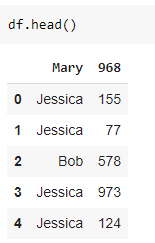 df.head()
Mary 968
0 Jessica 155
1 Jessica 77
2 Bob 578
3 Jessica 973
4 Jessica 124